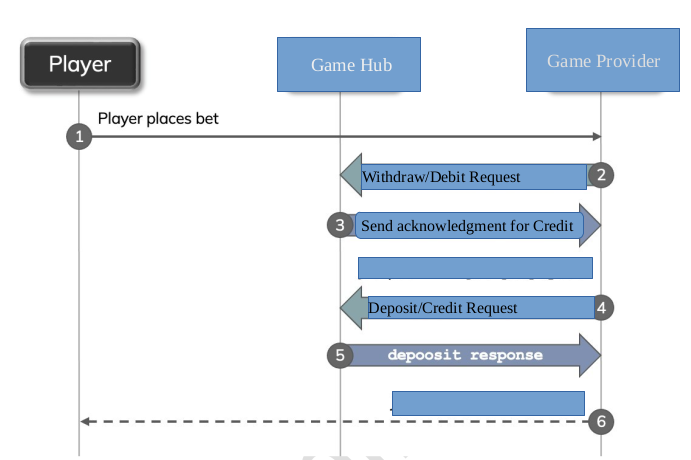 Player
Game Hub
Game Provider
Player places bet
1
Withdraw/Debit Request
2
3
Send acknowledgment for Credit
Deposit/Credit Request
4
5
depoosit response
6